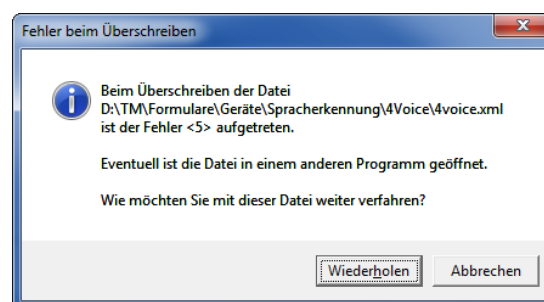 Fehler beim Überschreiben
Beim Überschreiben der Datei
D:\TM\Formulare\Geräte\Spracherkennung\4Voice\4voice.xml
ist der Fehler <5> aufgetreten.
Eventuell ist die Datei in einem anderen Programm geöffnet.
Wie möchten Sie mit dieser Datei weiter verfahren?
Wiederholen Abbrechen